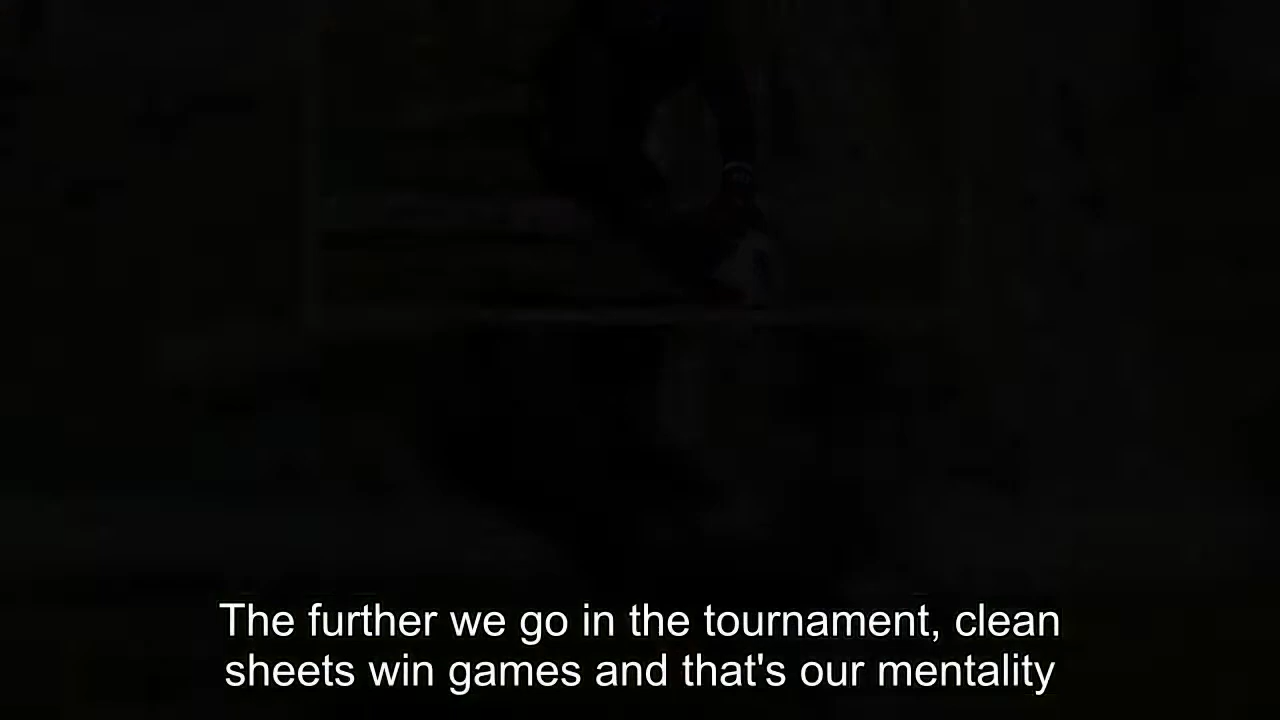 The further we go in the tournament, clean
sheets win games and that's our mentality